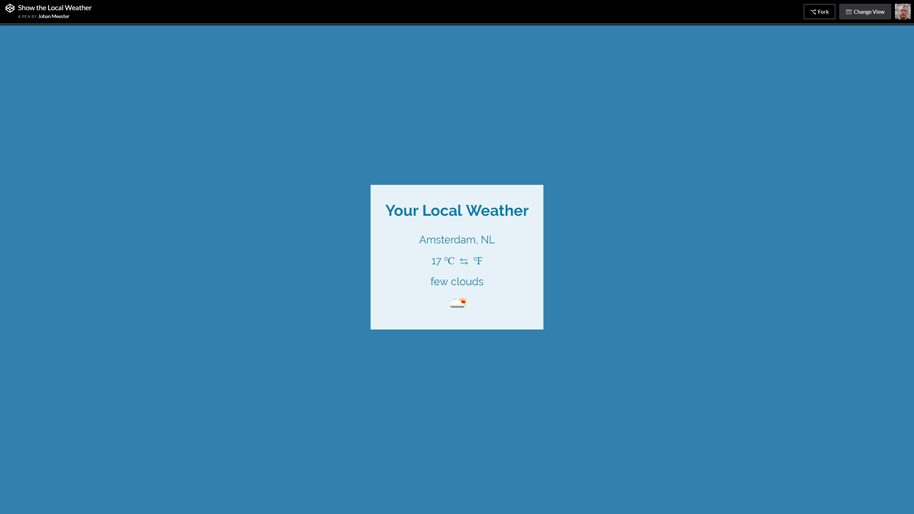 Show the Local Weather
A PEN BY Johan Meester
Fork
Change View
Your Local Weather
Amsterdam, NL
17 °C ⇆ °F
few clouds